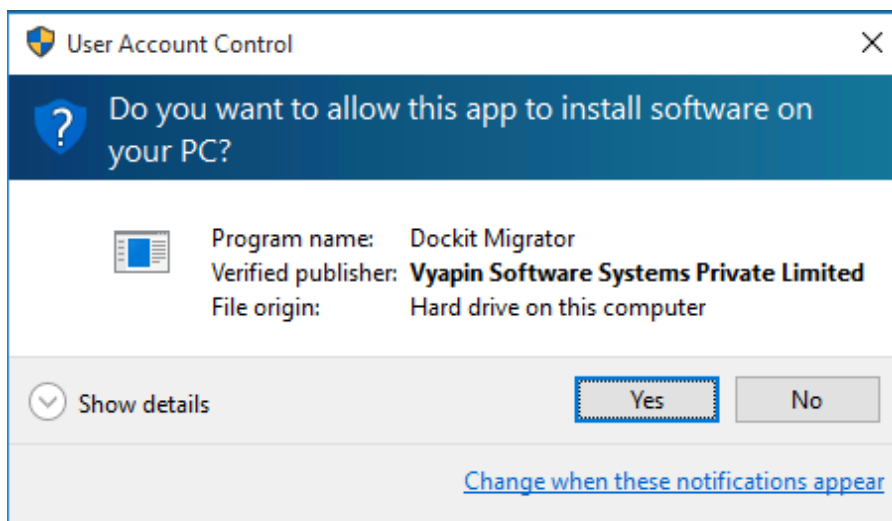 User Account Control
Do you want to allow this app to install software on
your PC?
Program name: Dockit Migrator
Verified publisher: Vyapin Software Systems Private Limited
File origin: Hard drive on this computer
Show details
Yes
No
Change when these notifications appear